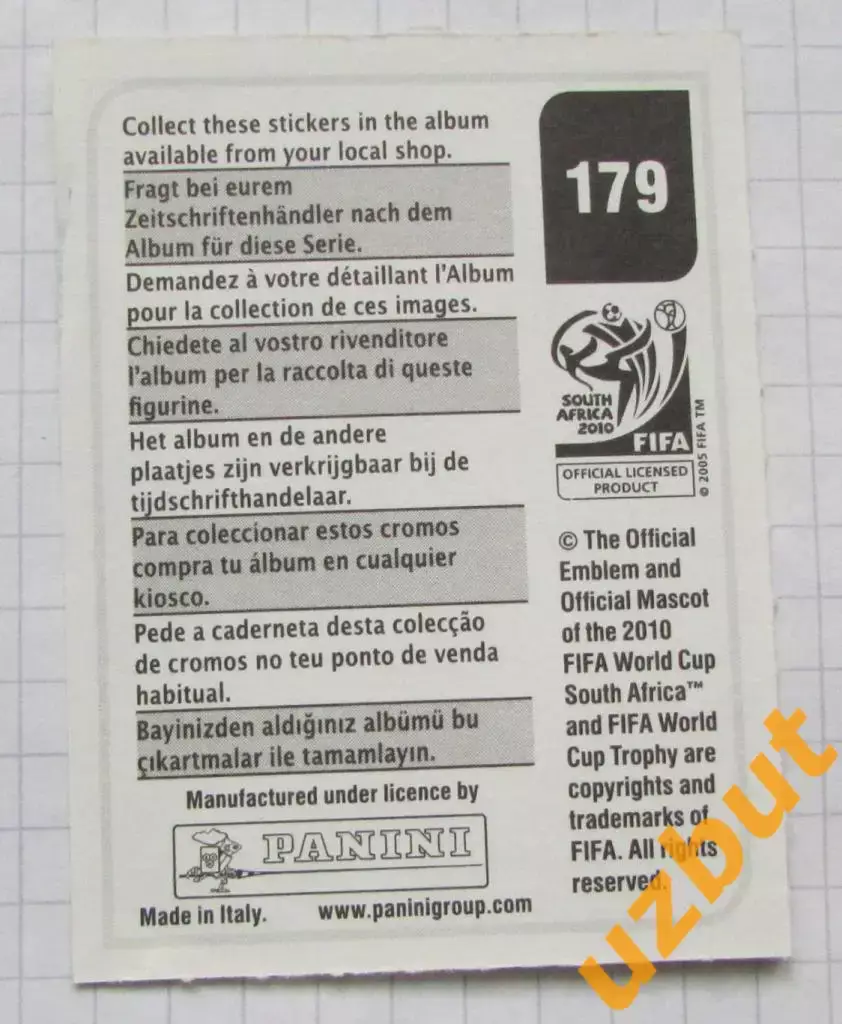 Collect these stickers in the album
available from your local shop.
Fragt bei eurem
Zeitschriftenhändler nach dem
Album für diese Serie.
Demandez à votre détaillant l'Album
pour la collection de ces images.
Chiedete al vostro rivenditore
l'album per la raccolta di queste
figurine.
Het album en de andere
plaatjes zijn verkrijgbaar bij de
tijdschrifthandelaar.
Para coleccionar estos cromos
compra tu álbum en cualquier
kiosco.
Pede a caderneta desta colecção
de cromos no teu ponto de venda
habitual.
Bayinizden aldığınız albümü bu
çıkartmalar ile tamamlayın.
Manufactured under licence by
PANINI
Made in Italy. www.paninigroup.com
179
SOUTH
AFRICA
2010
FIFA
OFFICIAL LICENSED
PRODUCT
© 2005 FIFA TM
© The Official
Emblem and
Official Mascot
of the 2010
FIFA World Cup
South Africa™
and FIFA World
Cup Trophy are
copyrights and
trademarks of
FIFA. All rights
reserved.
uzbut